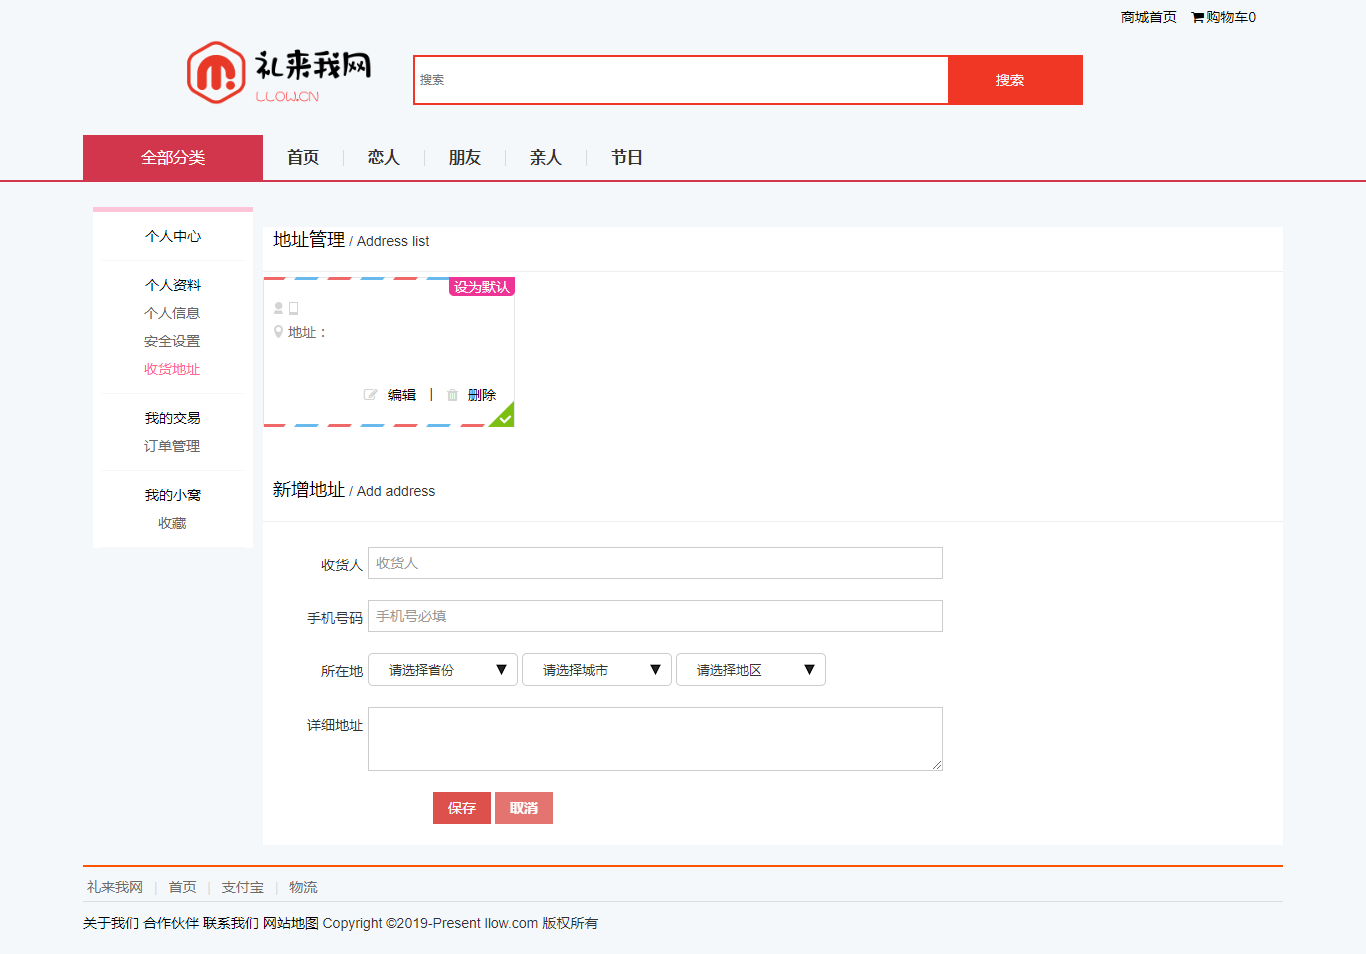 商城首页 购物车0
礼来我网
LLOW.CN
搜索 搜索
全部分类 首页 恋人 朋友 亲人 节日
个人中心
个人资料
个人信息
安全设置
收货地址
我的交易
订单管理
我的小窝
收藏
地址管理 / Address list
设为默认
地址：
编辑 | 删除
新增地址 / Add address
收货人 收货人
手机号码 手机号必填
所在地 请选择省份 ▼ 请选择城市 ▼ 请选择地区 ▼
详细地址
保存 取消
礼来我网 | 首页 | 支付宝 | 物流
关于我们 合作伙伴 联系我们 网站地图 Copyright ©2019-Present llow.com 版权所有